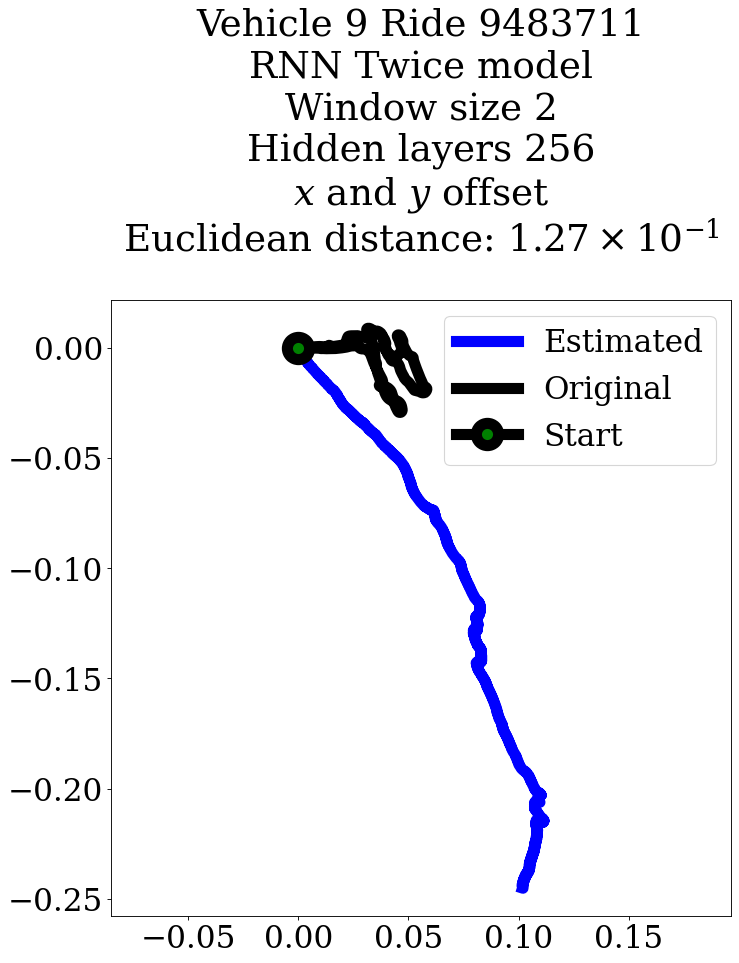 Vehicle 9 Ride 9483711
RNN Twice model
Window size 2
Hidden layers 256
x and y offset
Euclidean distance: 1.27 × 10⁻¹
Estimated
Original
Start
0.00
−0.05
−0.10
−0.15
−0.20
−0.25
−0.05 0.00 0.05 0.10 0.15